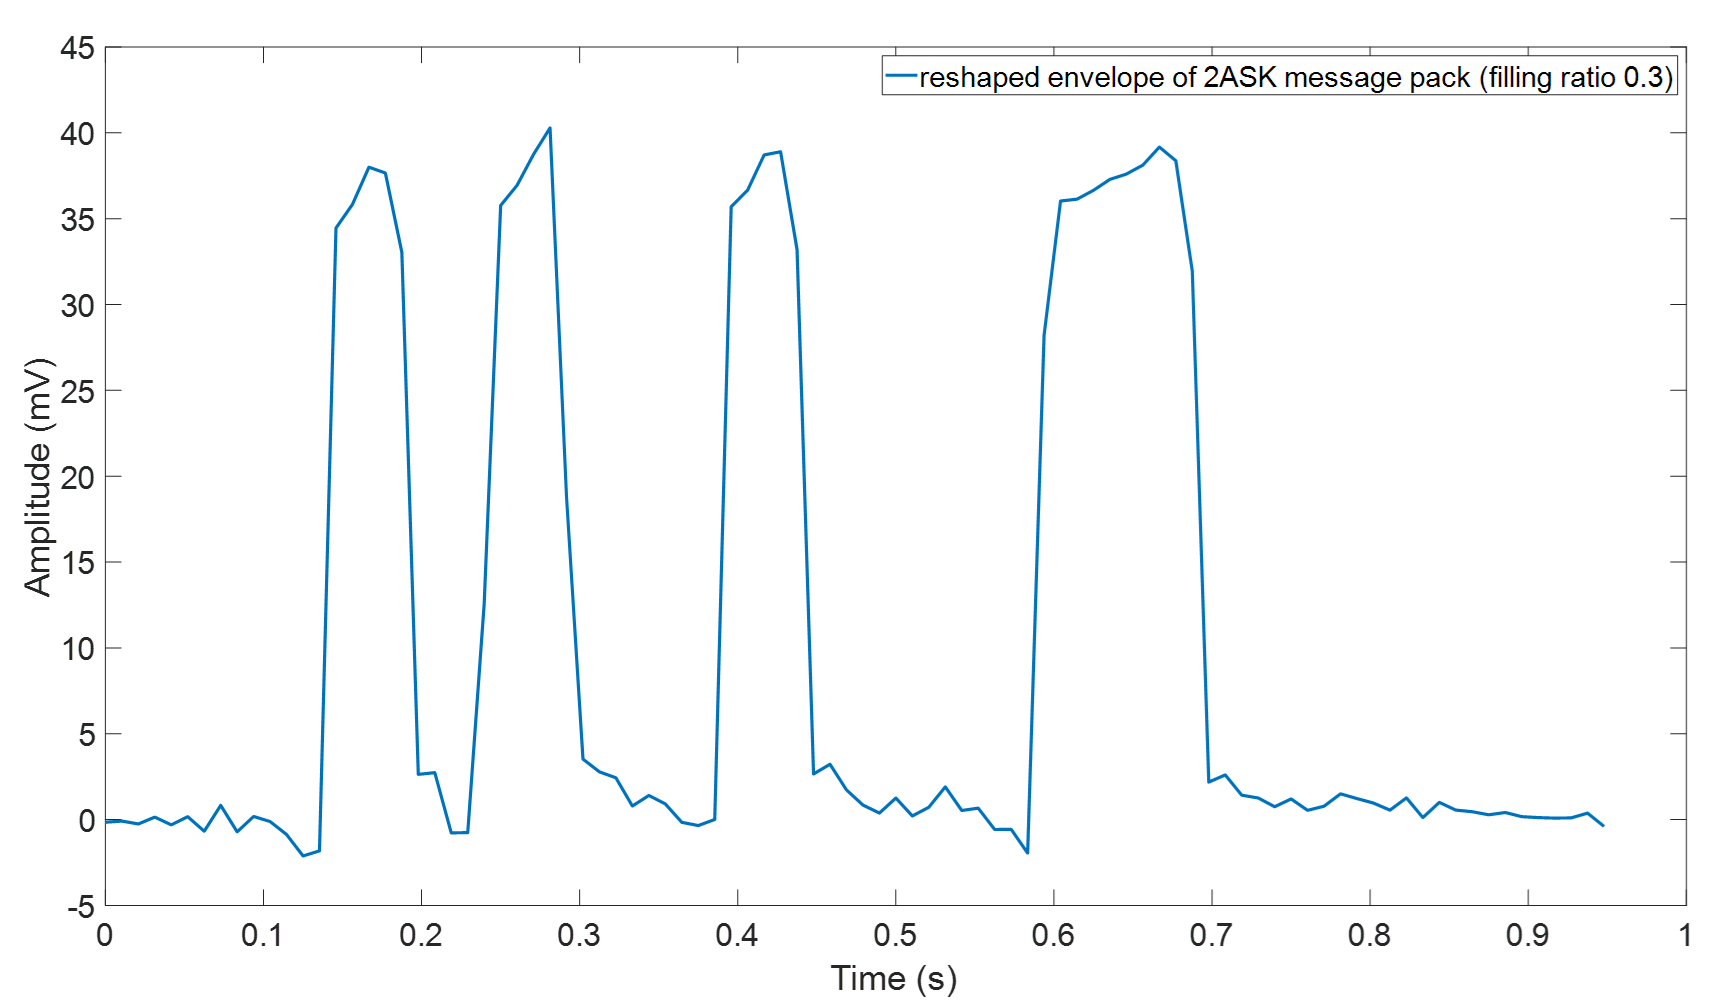 reshaped envelope of 2ASK message pack (filling ratio 0.3)
45
40
35
30
25
20
15
10
5
0
-5
Amplitude (mV)
0 0.1 0.2 0.3 0.4 0.5 0.6 0.7 0.8 0.9 1
Time (s)